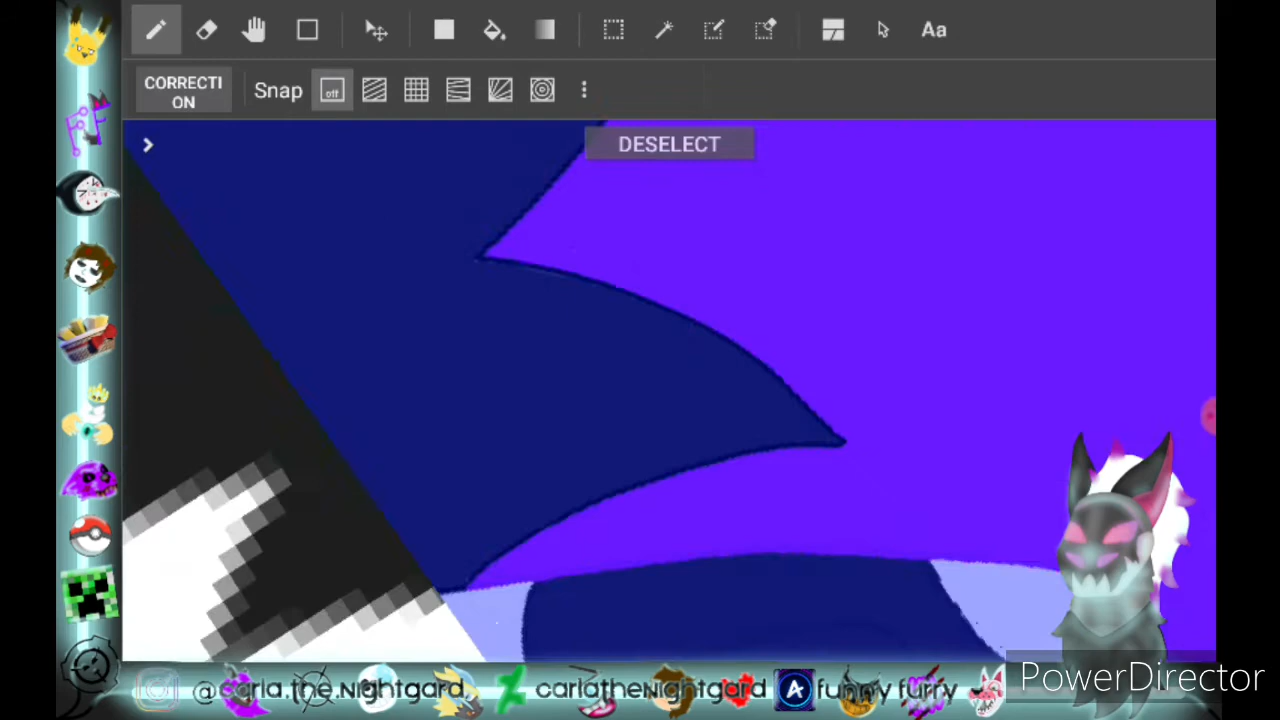 CORRECTI
ON
Snap
off
Aa
DESELECT
PowerDirector
@carla.the.Nightgard
carlatheNightgard
funny furry